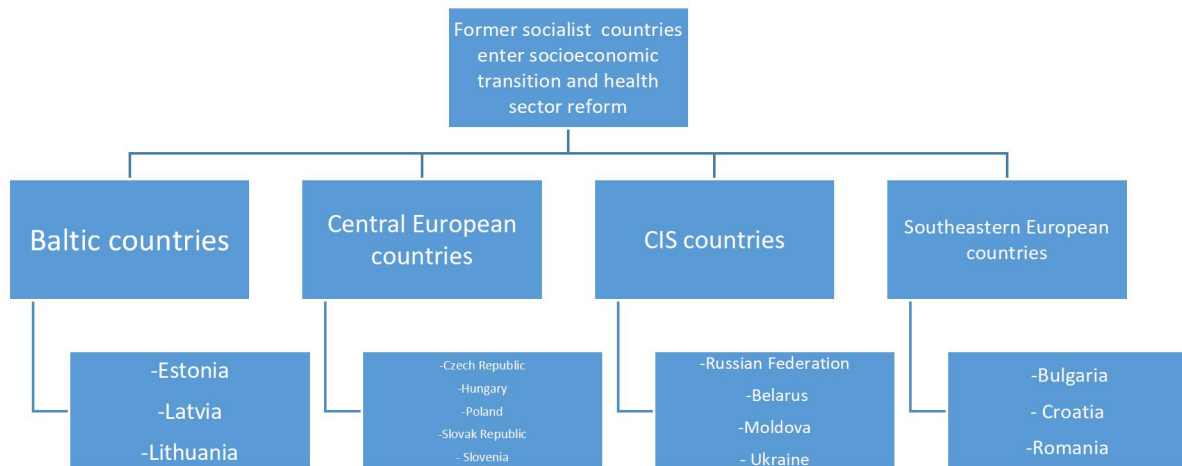 Former socialist countries
enter socioeconomic
transition and health
sector reform
Baltic countries
Central European
countries
CIS countries
Southeastern European
countries
-Estonia
-Latvia
-Lithuania
-Czech Republic
-Hungary
-Poland
-Slovak Republic
- Slovenia
-Russian Federation
-Belarus
-Moldova
- Ukraine
-Bulgaria
- Croatia
-Romania